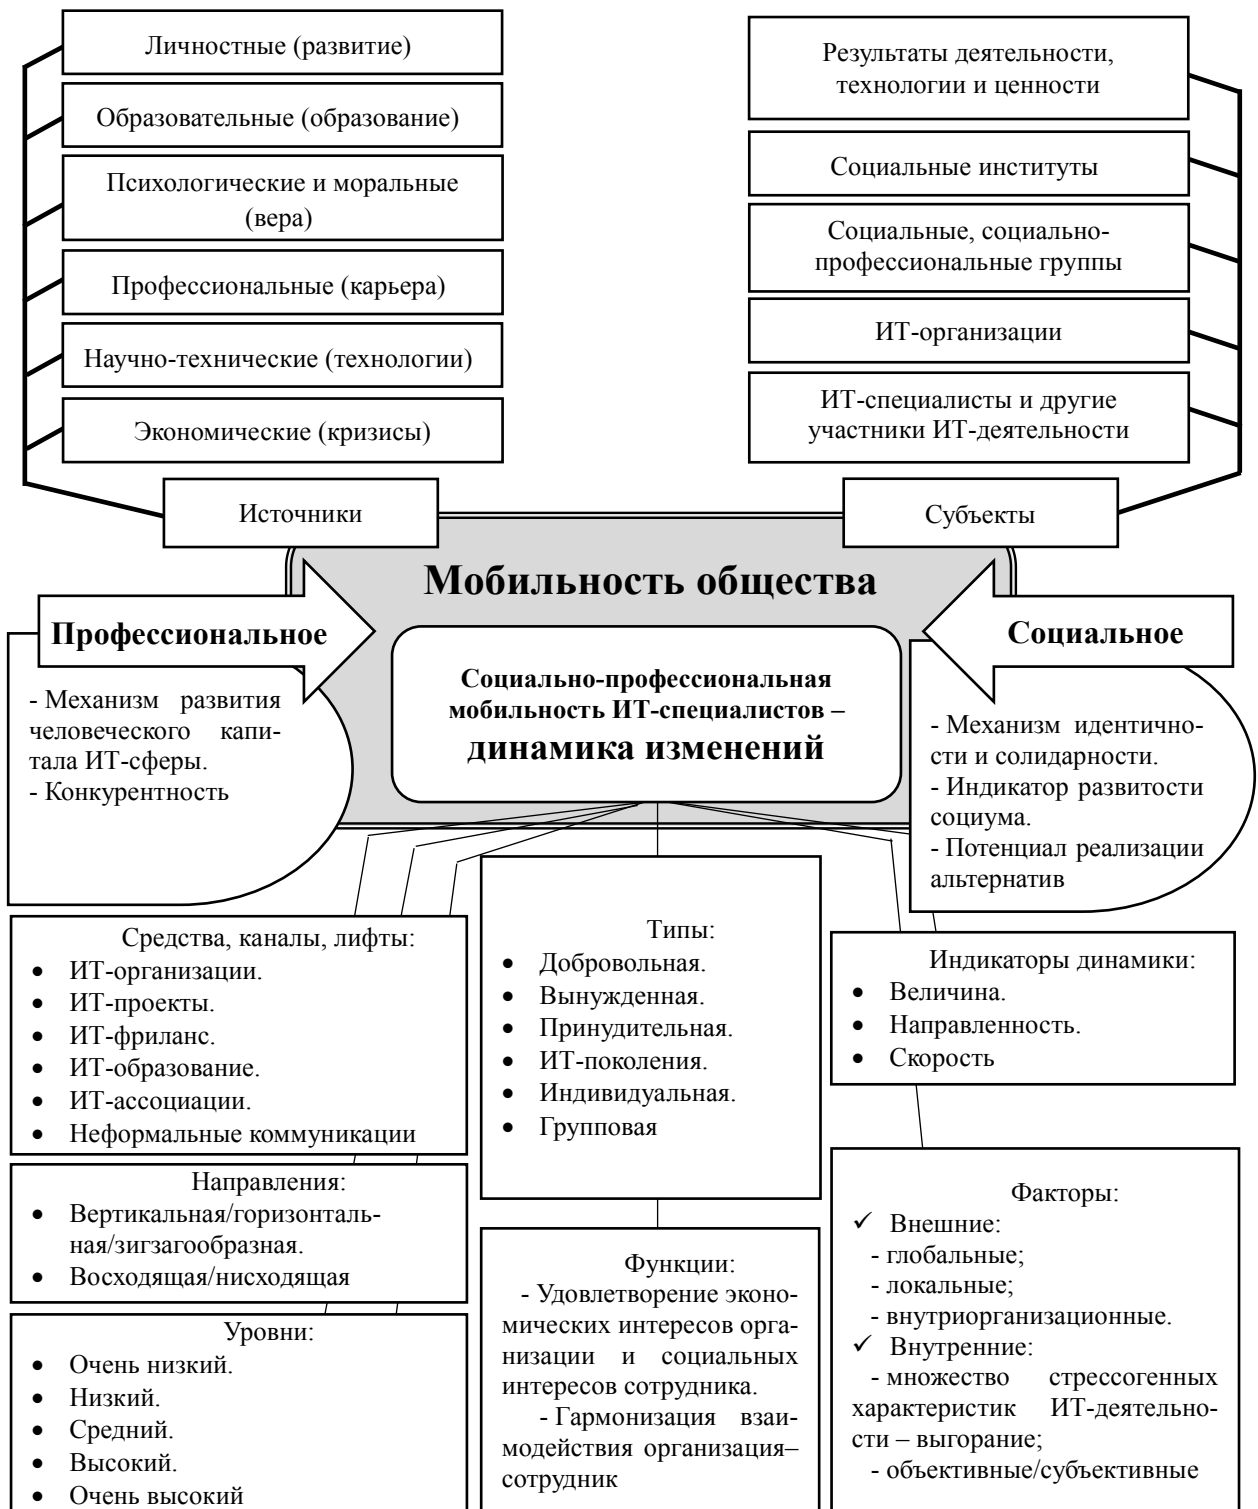 Личностные (развитие)
Образовательные (образование)
Психологические и моральные
(вера)
Профессиональные (карьера)
Научно-технические (технологии)
Экономические (кризисы)
Источники
Результаты деятельности,
технологии и ценности
Социальные институты
Социальные, социально-
профессиональные группы
ИТ-организации
ИТ-специалисты и другие
участники ИТ-деятельности
Субъекты
Мобильность общества
Профессиональное
Социальное
Социально-профессиональная
мобильность ИТ-специалистов –
динамика изменений
- Механизм развития
человеческого капи-
тала ИТ-сферы.
- Конкурентность
- Механизм идентично-
сти и солидарности.
- Индикатор развитости
социума.
- Потенциал реализации
альтернатив
Средства, каналы, лифты:
• ИТ-организации.
• ИТ-проекты.
• ИТ-фриланс.
• ИТ-образование.
• ИТ-ассоциации.
• Неформальные коммуникации
Направления:
• Вертикальная/горизонталь-
ная/зигзагообразная.
• Восходящая/нисходящая
Уровни:
• Очень низкий.
• Низкий.
• Средний.
• Высокий.
• Очень высокий
Типы:
• Добровольная.
• Вынужденная.
• Принудительная.
• ИТ-поколения.
• Индивидуальная.
• Групповая
Функции:
- Удовлетворение эконо-
мических интересов орга-
низации и социальных
интересов сотрудника.
- Гармонизация взаи-
модействия организация–
сотрудник
Индикаторы динамики:
• Величина.
• Направленность.
• Скорость
Факторы:
✓ Внешние:
- глобальные;
- локальные;
- внутриорганизационные.
✓ Внутренние:
- множество стрессогенных
характеристик ИТ-деятельно-
сти – выгорание;
- объективные/субъективные